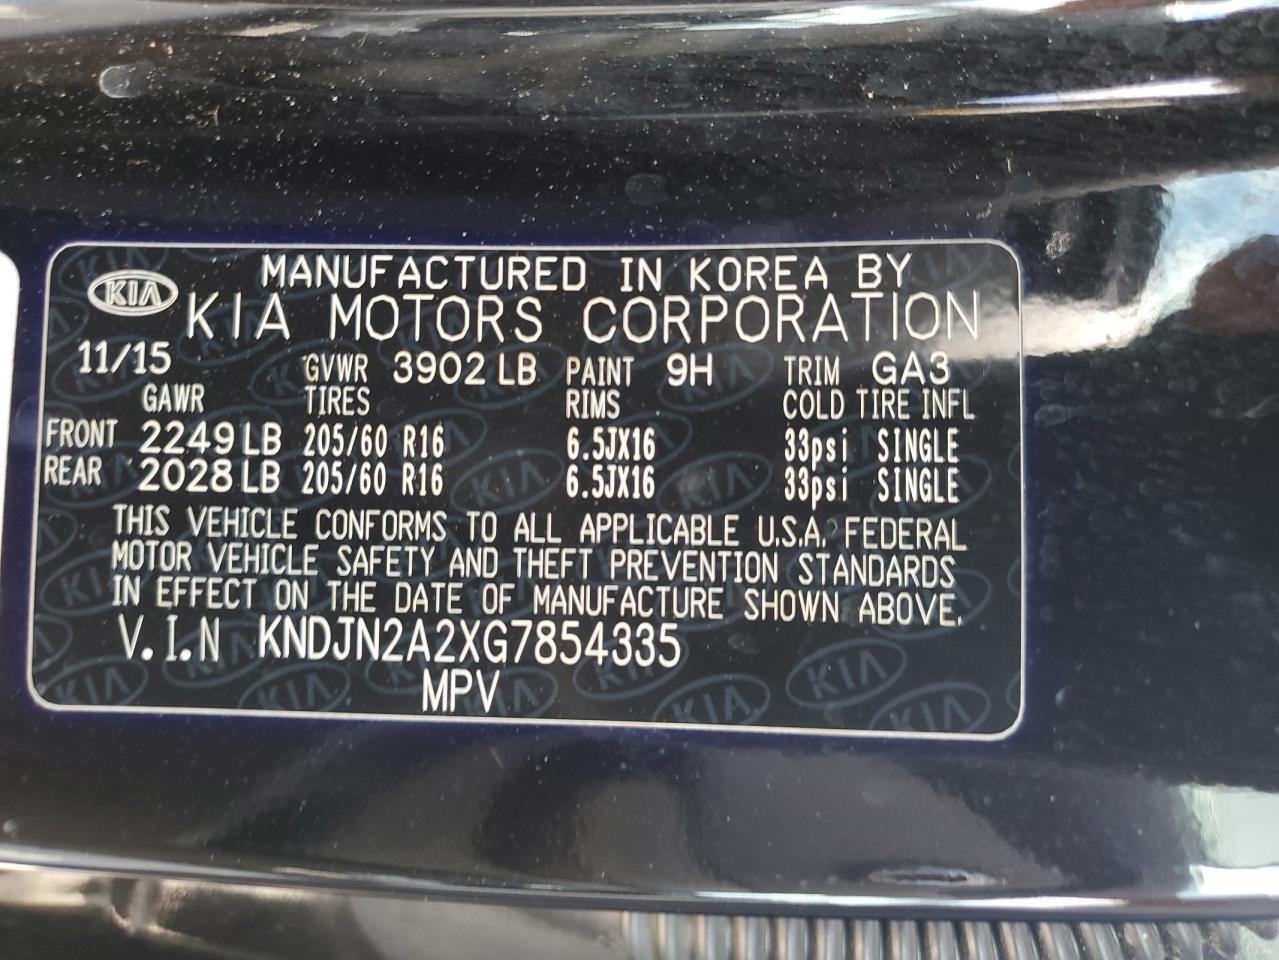 KIA
MANUFACTURED IN KOREA BY
KIA MOTORS CORPORATION
11/15 GVWR 3902 LB PAINT 9H TRIM GA3
GAWR TIRES RIMS COLD TIRE INFL
FRONT 2249 LB 205/60 R16 6.5JX16 33psi SINGLE
REAR 2028 LB 205/60 R16 6.5JX16 33psi SINGLE
THIS VEHICLE CONFORMS TO ALL APPLICABLE U.S.A. FEDERAL
MOTOR VEHICLE SAFETY AND THEFT PREVENTION STANDARDS
IN EFFECT ON THE DATE OF MANUFACTURE SHOWN ABOVE.
V.I.N KNDJN2A2XG7854335
MPV